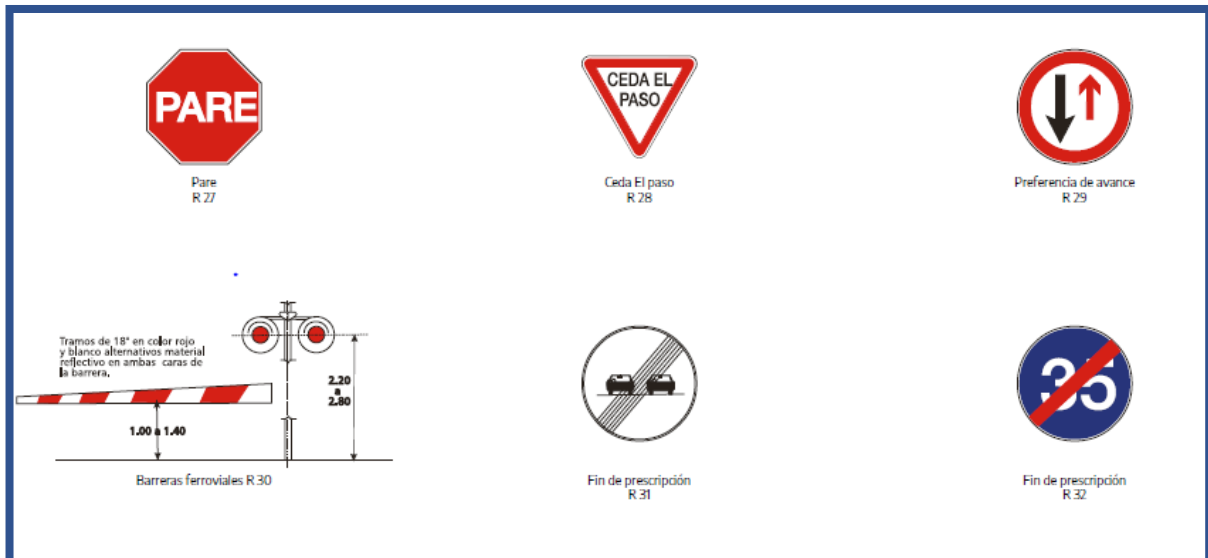 PARE
Pare
R 27
CEDA EL
PASO
Ceda El paso
R 28
Preferencia de avance
R 29
Tramos de 18° en color rojo
y blanco alternativos material
reflectivo en ambas caras de
la barrera,
2.20
a
2.80
1.00 a 1.40
Barreras ferroviales R 30
Fin de prescripción
R 31
35
Fin de prescripción
R 32